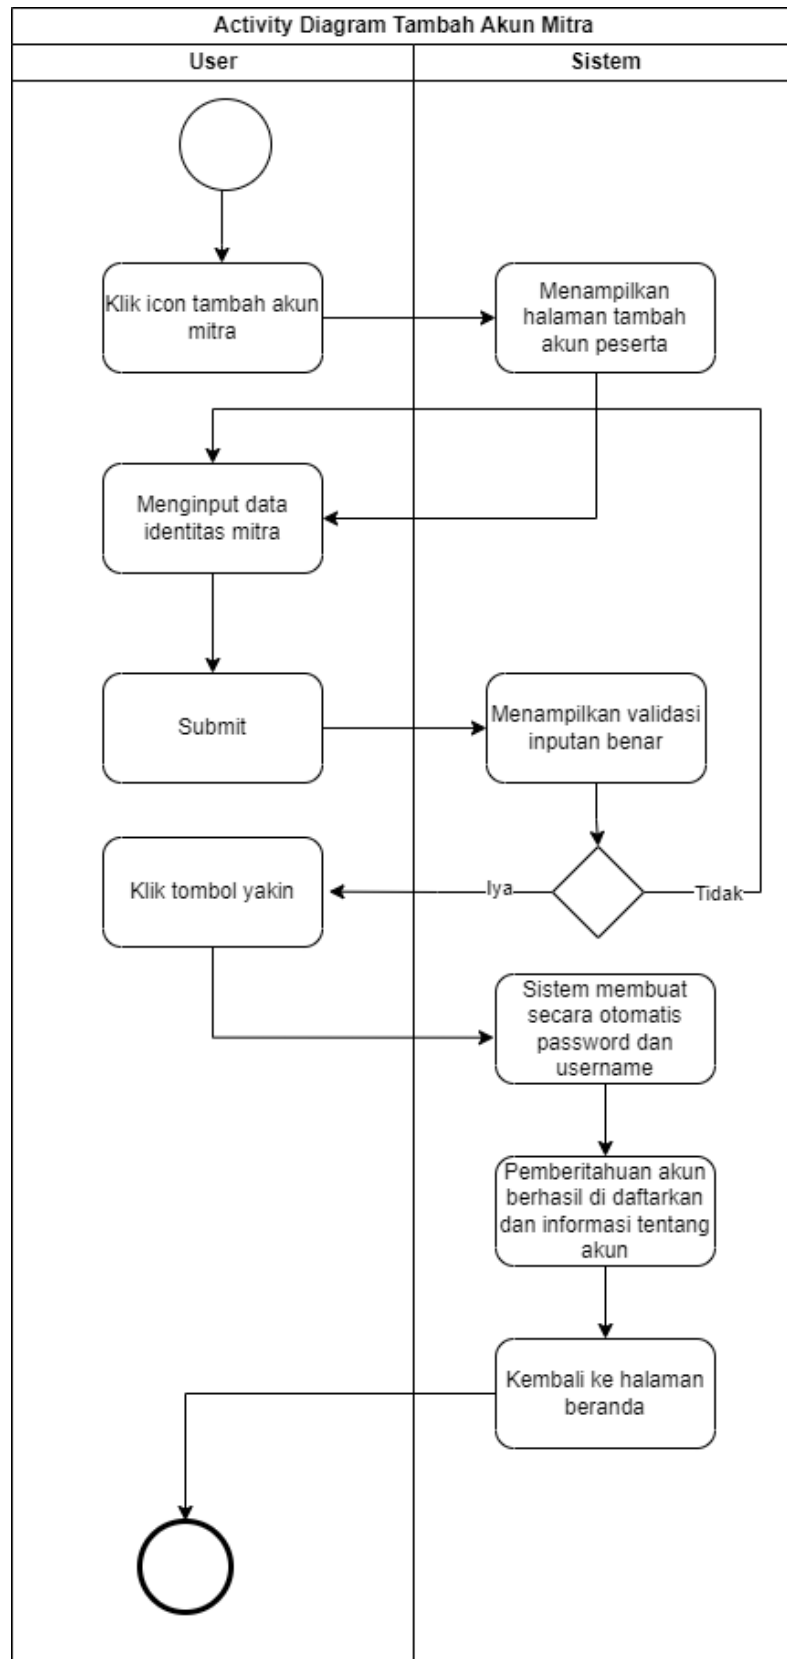 Activity Diagram Tambah Akun Mitra
User
Sistem
Klik icon tambah akun
mitra
Menampilkan
halaman tambah
akun peserta
Menginput data
identitas mitra
Submit
Menampilkan validasi
inputan benar
Klik tombol yakin
Iya
Tidak
Sistem membuat
secara otomatis
password dan
username
Pemberitahuan akun
berhasil di daftarkan
dan informasi tentang
akun
Kembali ke halaman
beranda